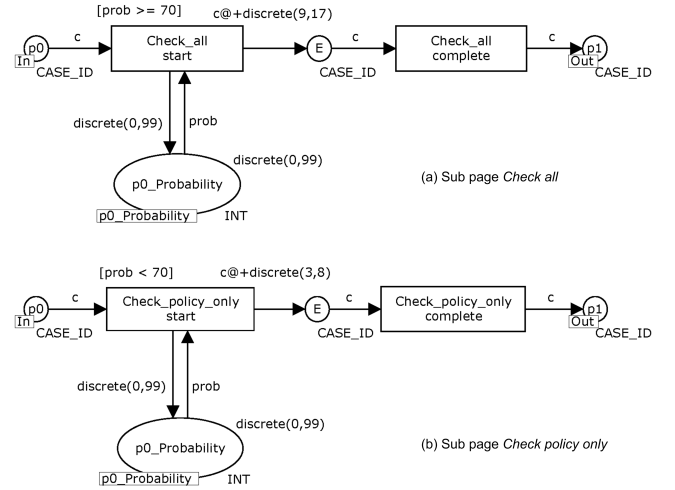 [prob >= 70]
c@+discrete(9,17)
p0
In
CASE_ID
c
Check_all
start
E
CASE_ID
c
Check_all
complete
c
p1
Out
CASE_ID
discrete(0,99)
prob
discrete(0,99)
p0_Probability
p0_Probability
INT
(a) Sub page Check all
[prob < 70]
c@+discrete(3,8)
p0
In
CASE_ID
c
Check_policy_only
start
E
CASE_ID
c
Check_policy_only
complete
c
p1
Out
CASE_ID
discrete(0,99)
prob
discrete(0,99)
p0_Probability
p0_Probability
INT
(b) Sub page Check policy only